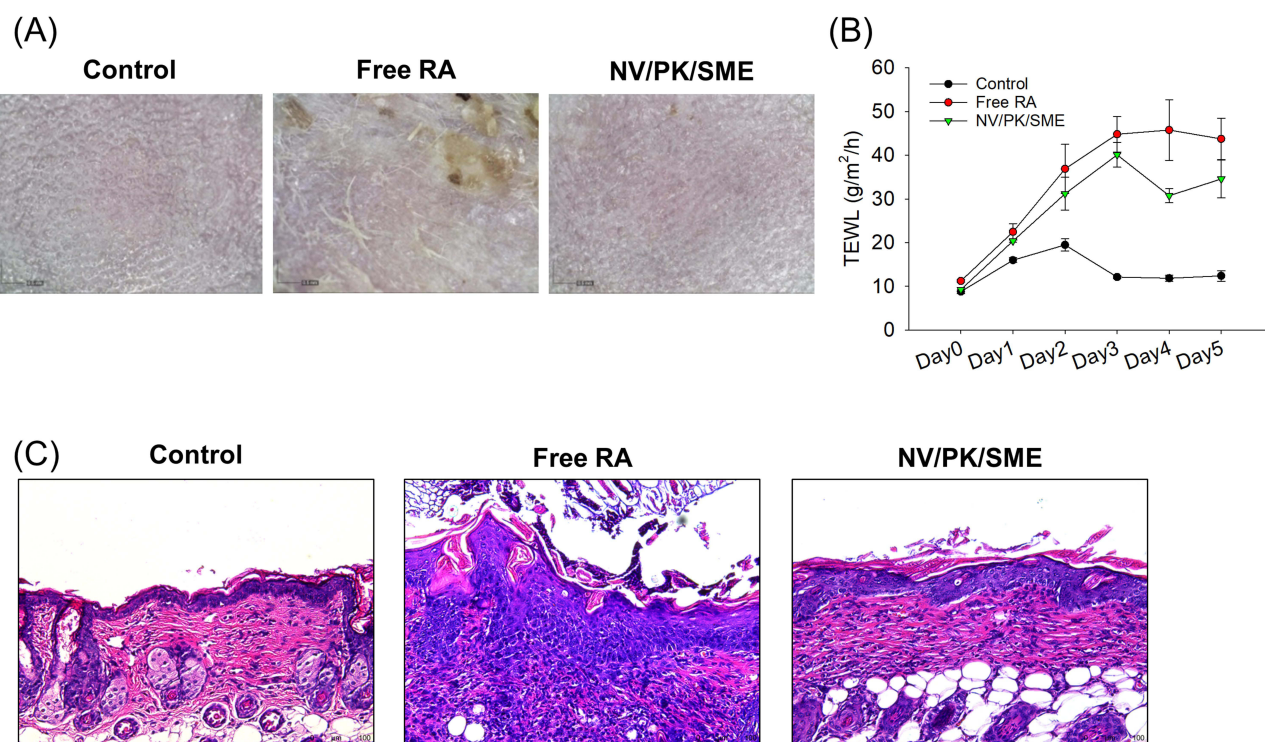 (A)
Control
Free RA
NV/PK/SME
(B)
60
50
40
30
20
10
0
TEWL (g/m²/h)
Control
Free RA
NV/PK/SME
Day0
Day1
Day2
Day3
Day4
Day5
(C)
Control
Free RA
NV/PK/SME